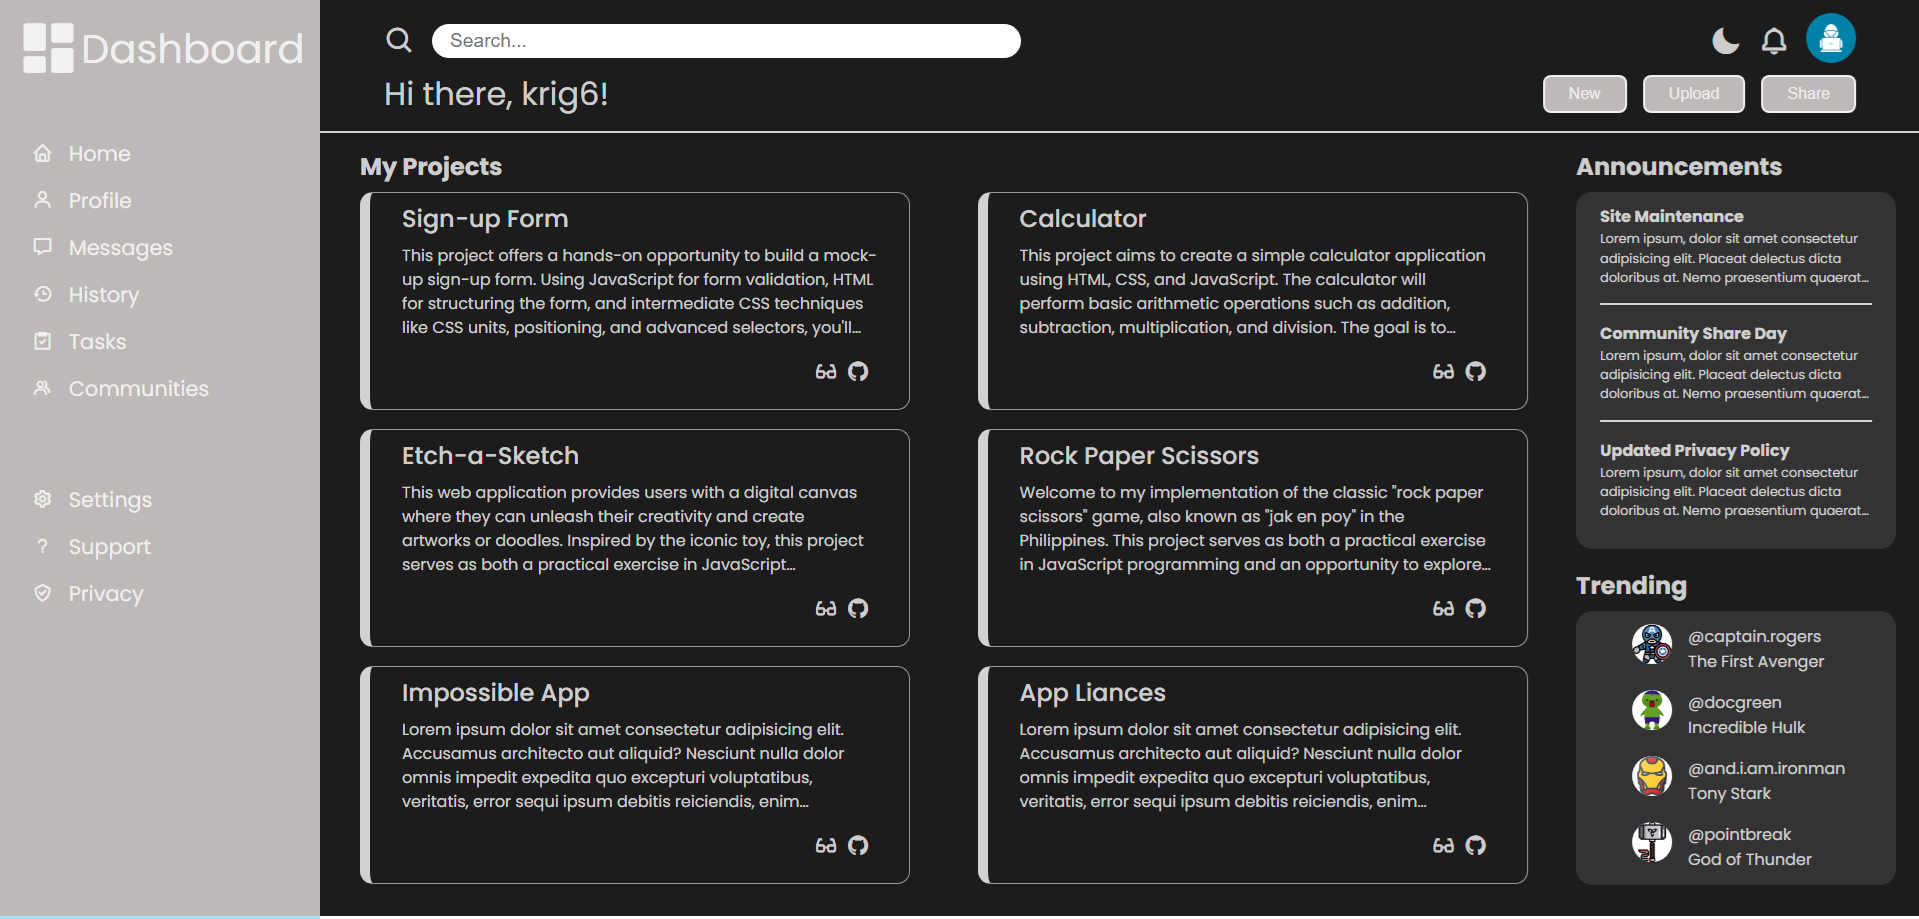 Dashboard
Home
Profile
Messages
History
Tasks
Communities
Settings
Support
Privacy
Search...
Hi there, krig6!
New
Upload
Share
My Projects
Sign-up Form
This project offers a hands-on opportunity to build a mock-
up sign-up form. Using JavaScript for form validation, HTML
for structuring the form, and intermediate CSS techniques
like CSS units, positioning, and advanced selectors, you'll...
Calculator
This project aims to create a simple calculator application
using HTML, CSS, and JavaScript. The calculator will
perform basic arithmetic operations such as addition,
subtraction, multiplication, and division. The goal is to...
Etch-a-Sketch
This web application provides users with a digital canvas
where they can unleash their creativity and create
artworks or doodles. Inspired by the iconic toy, this project
serves as both a practical exercise in JavaScript...
Rock Paper Scissors
Welcome to my implementation of the classic "rock paper
scissors" game, also known as "jak en poy" in the
Philippines. This project serves as both a practical exercise
in JavaScript programming and an opportunity to explore...
Impossible App
Lorem ipsum dolor sit amet consectetur adipisicing elit.
Accusamus architecto aut aliquid? Nesciunt nulla dolor
omnis impedit expedita quo excepturi voluptatibus,
veritatis, error sequi ipsum debitis reiciendis, enim...
App Liances
Lorem ipsum dolor sit amet consectetur adipisicing elit.
Accusamus architecto aut aliquid? Nesciunt nulla dolor
omnis impedit expedita quo excepturi voluptatibus,
veritatis, error sequi ipsum debitis reiciendis, enim...
Announcements
Site Maintenance
Lorem ipsum, dolor sit amet consectetur
adipisicing elit. Placeat delectus dicta
doloribus at. Nemo praesentium quaerat...
Community Share Day
Lorem ipsum, dolor sit amet consectetur
adipisicing elit. Placeat delectus dicta
doloribus at. Nemo praesentium quaerat...
Updated Privacy Policy
Lorem ipsum, dolor sit amet consectetur
adipisicing elit. Placeat delectus dicta
doloribus at. Nemo praesentium quaerat...
Trending
@captain.rogers
The First Avenger
@docgreen
Incredible Hulk
@and.i.am.ironman
Tony Stark
@pointbreak
God of Thunder